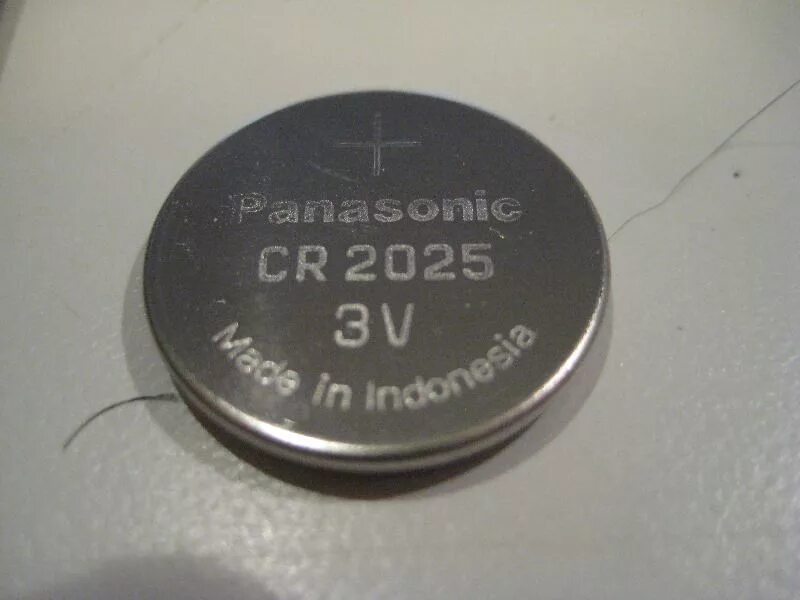 +
Panasonic
CR 2025
3V
Made in Indonesia